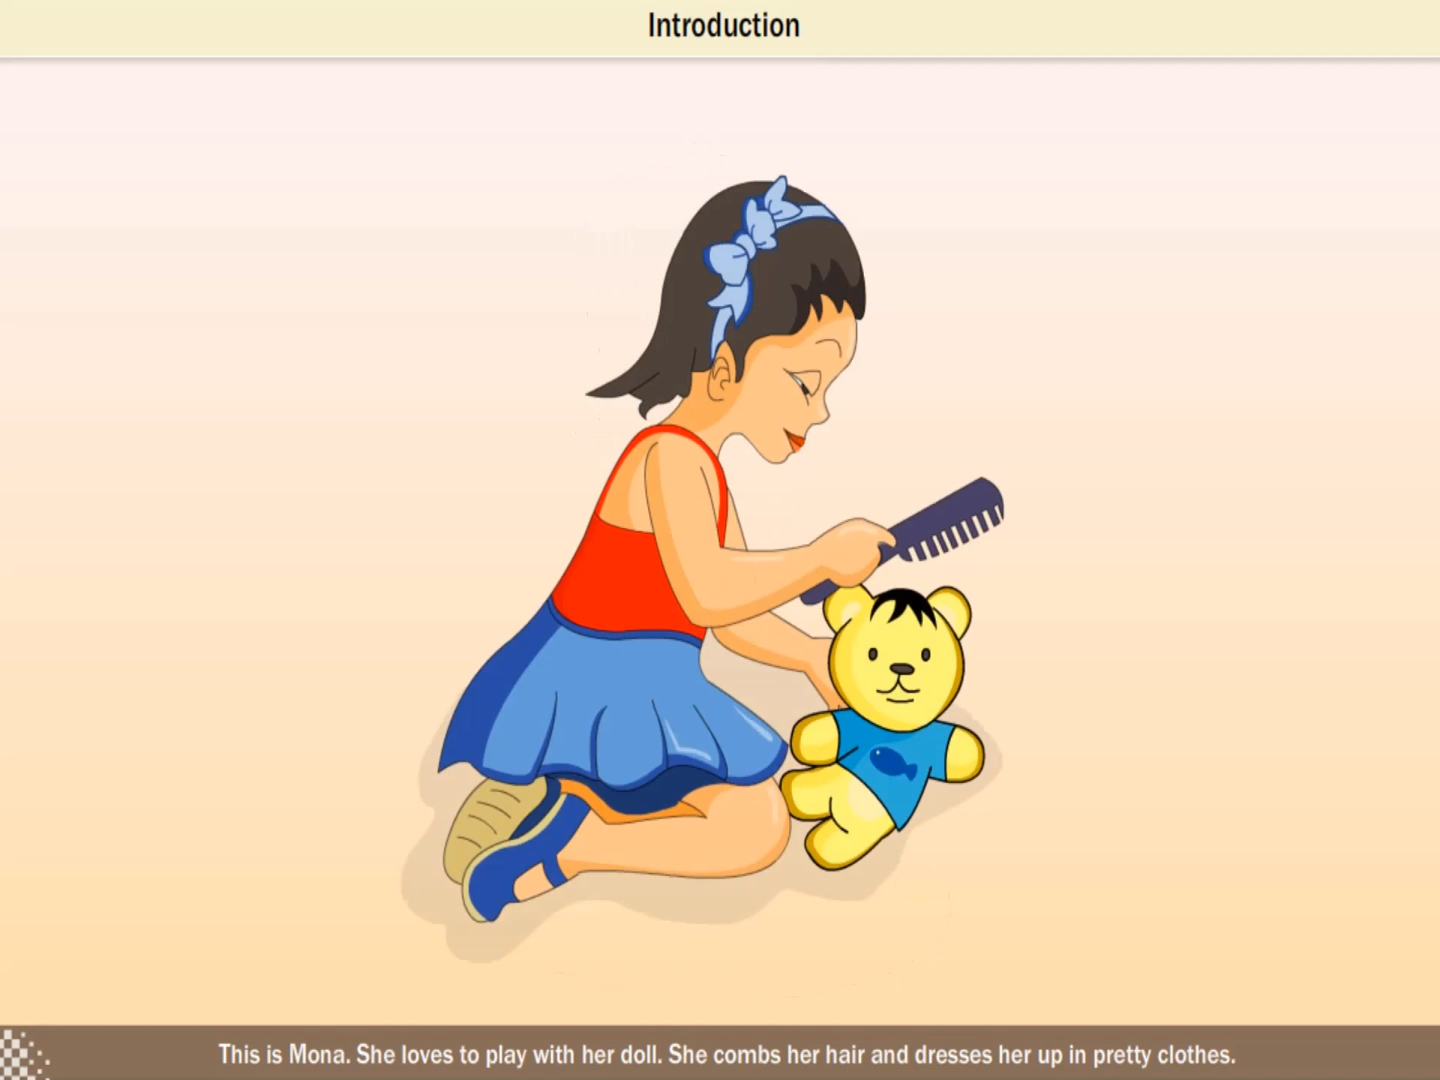 Introduction
This is Mona. She loves to play with her doll. She combs her hair and dresses her up in pretty clothes.